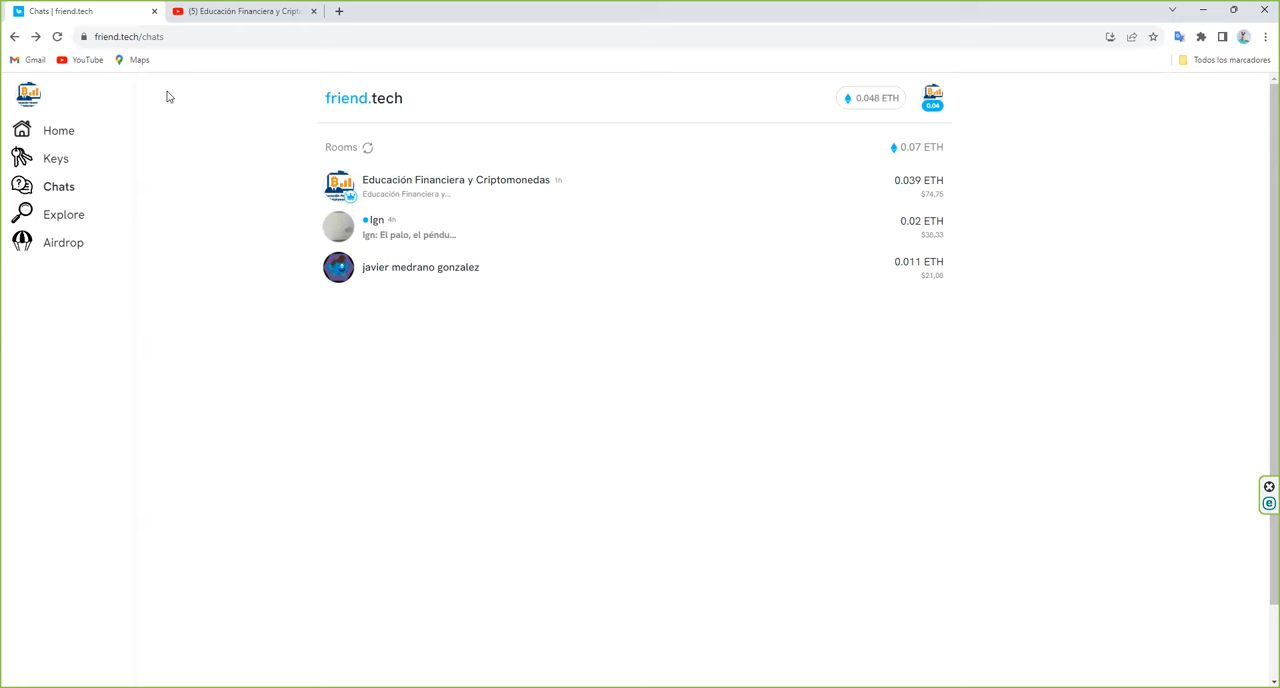 Chats | friend.tech
(5) Educación Financiera y Cripto
friend.tech/chats
Gmail
YouTube
Maps
Todos los marcadores
Home
Keys
Chats
Explore
Airdrop
friend.tech
0.048 ETH
0.04
Rooms
0.07 ETH
Educación Financiera y Criptomonedas 1h
Educación Financiera y...
0.039 ETH
$74,75
Ign 4h
Ign: El palo, el péndu...
0.02 ETH
$38,33
javier medrano gonzalez
0.011 ETH
$21,08